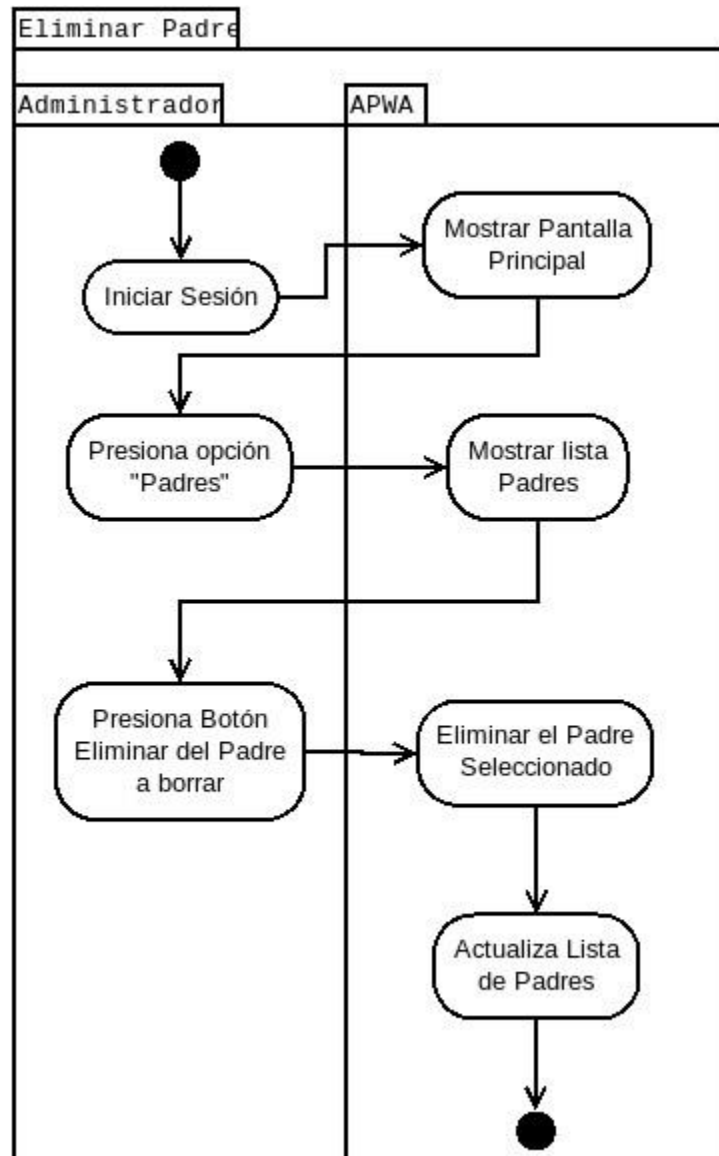 Eliminar Padre
Administrador
APWA
Mostrar Pantalla
Principal
Iniciar Sesión
Presiona opción
"Padres"
Mostrar lista
Padres
Presiona Botón
Eliminar del Padre
a borrar
Eliminar el Padre
Seleccionado
Actualiza Lista
de Padres